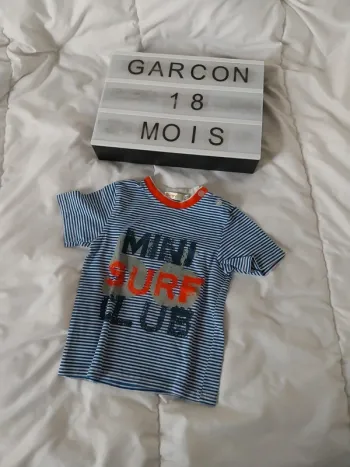 GARCON
18
MOIS
MINI
SURF
CLUB